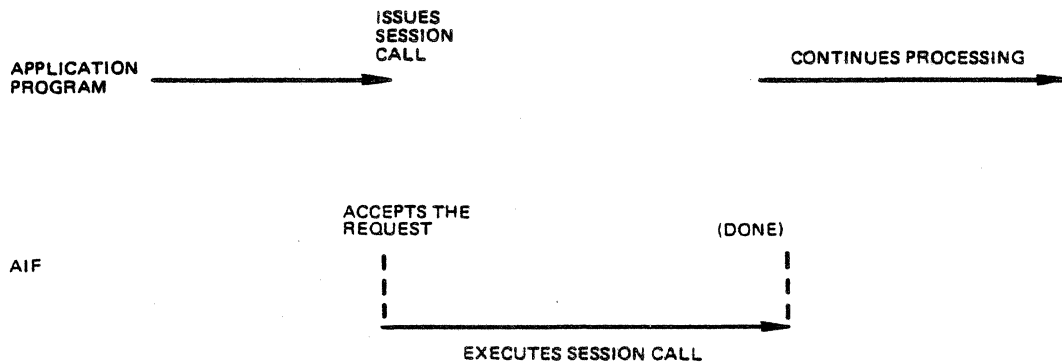 ISSUES
SESSION
CALL
APPLICATION
PROGRAM
CONTINUES PROCESSING
ACCEPTS THE
REQUEST
(DONE)
AIF
EXECUTES SESSION CALL